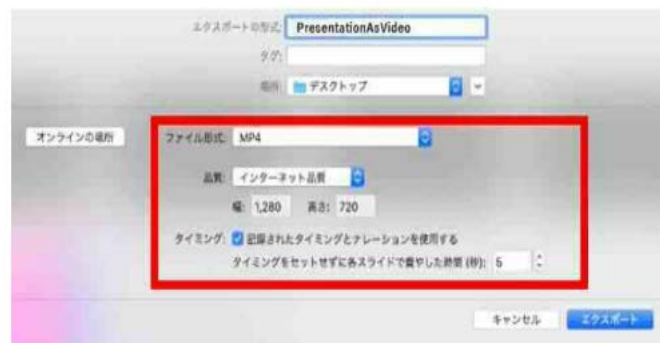 エクスポートの形式: PresentationAsVideo
タグ:
場所: デスクトップ
オンラインの場所
ファイル形式: MP4
品質: インターネット品質
幅: 1,280 高さ: 720
タイミング: 記録されたタイミングとナレーションを使用する
タイミングをセットせずに各スライドで費やした時間 (秒): 5
キャンセル エクスポート